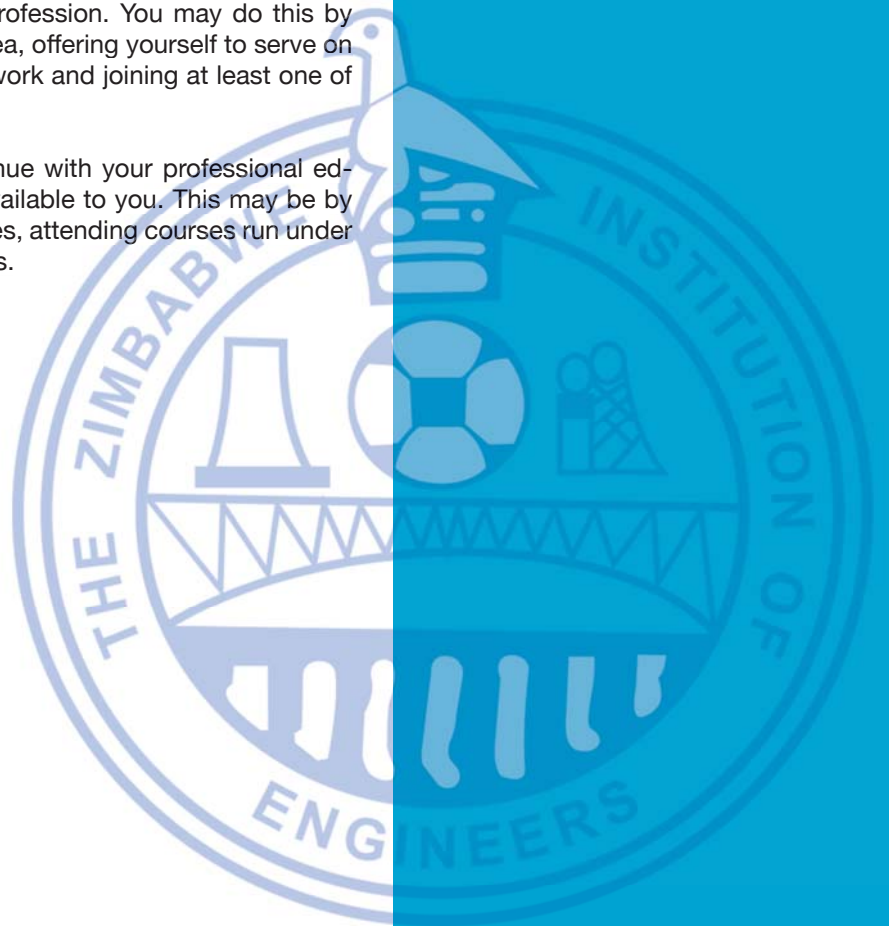 rofession. You may do this by
ea, offering yourself to serve on
work and joining at least one of
nue with your professional ed-
vailable to you. This may be by
es, attending courses run under
s.
THE ZIMBABWE INSTITUTION OF
ENGINEERS